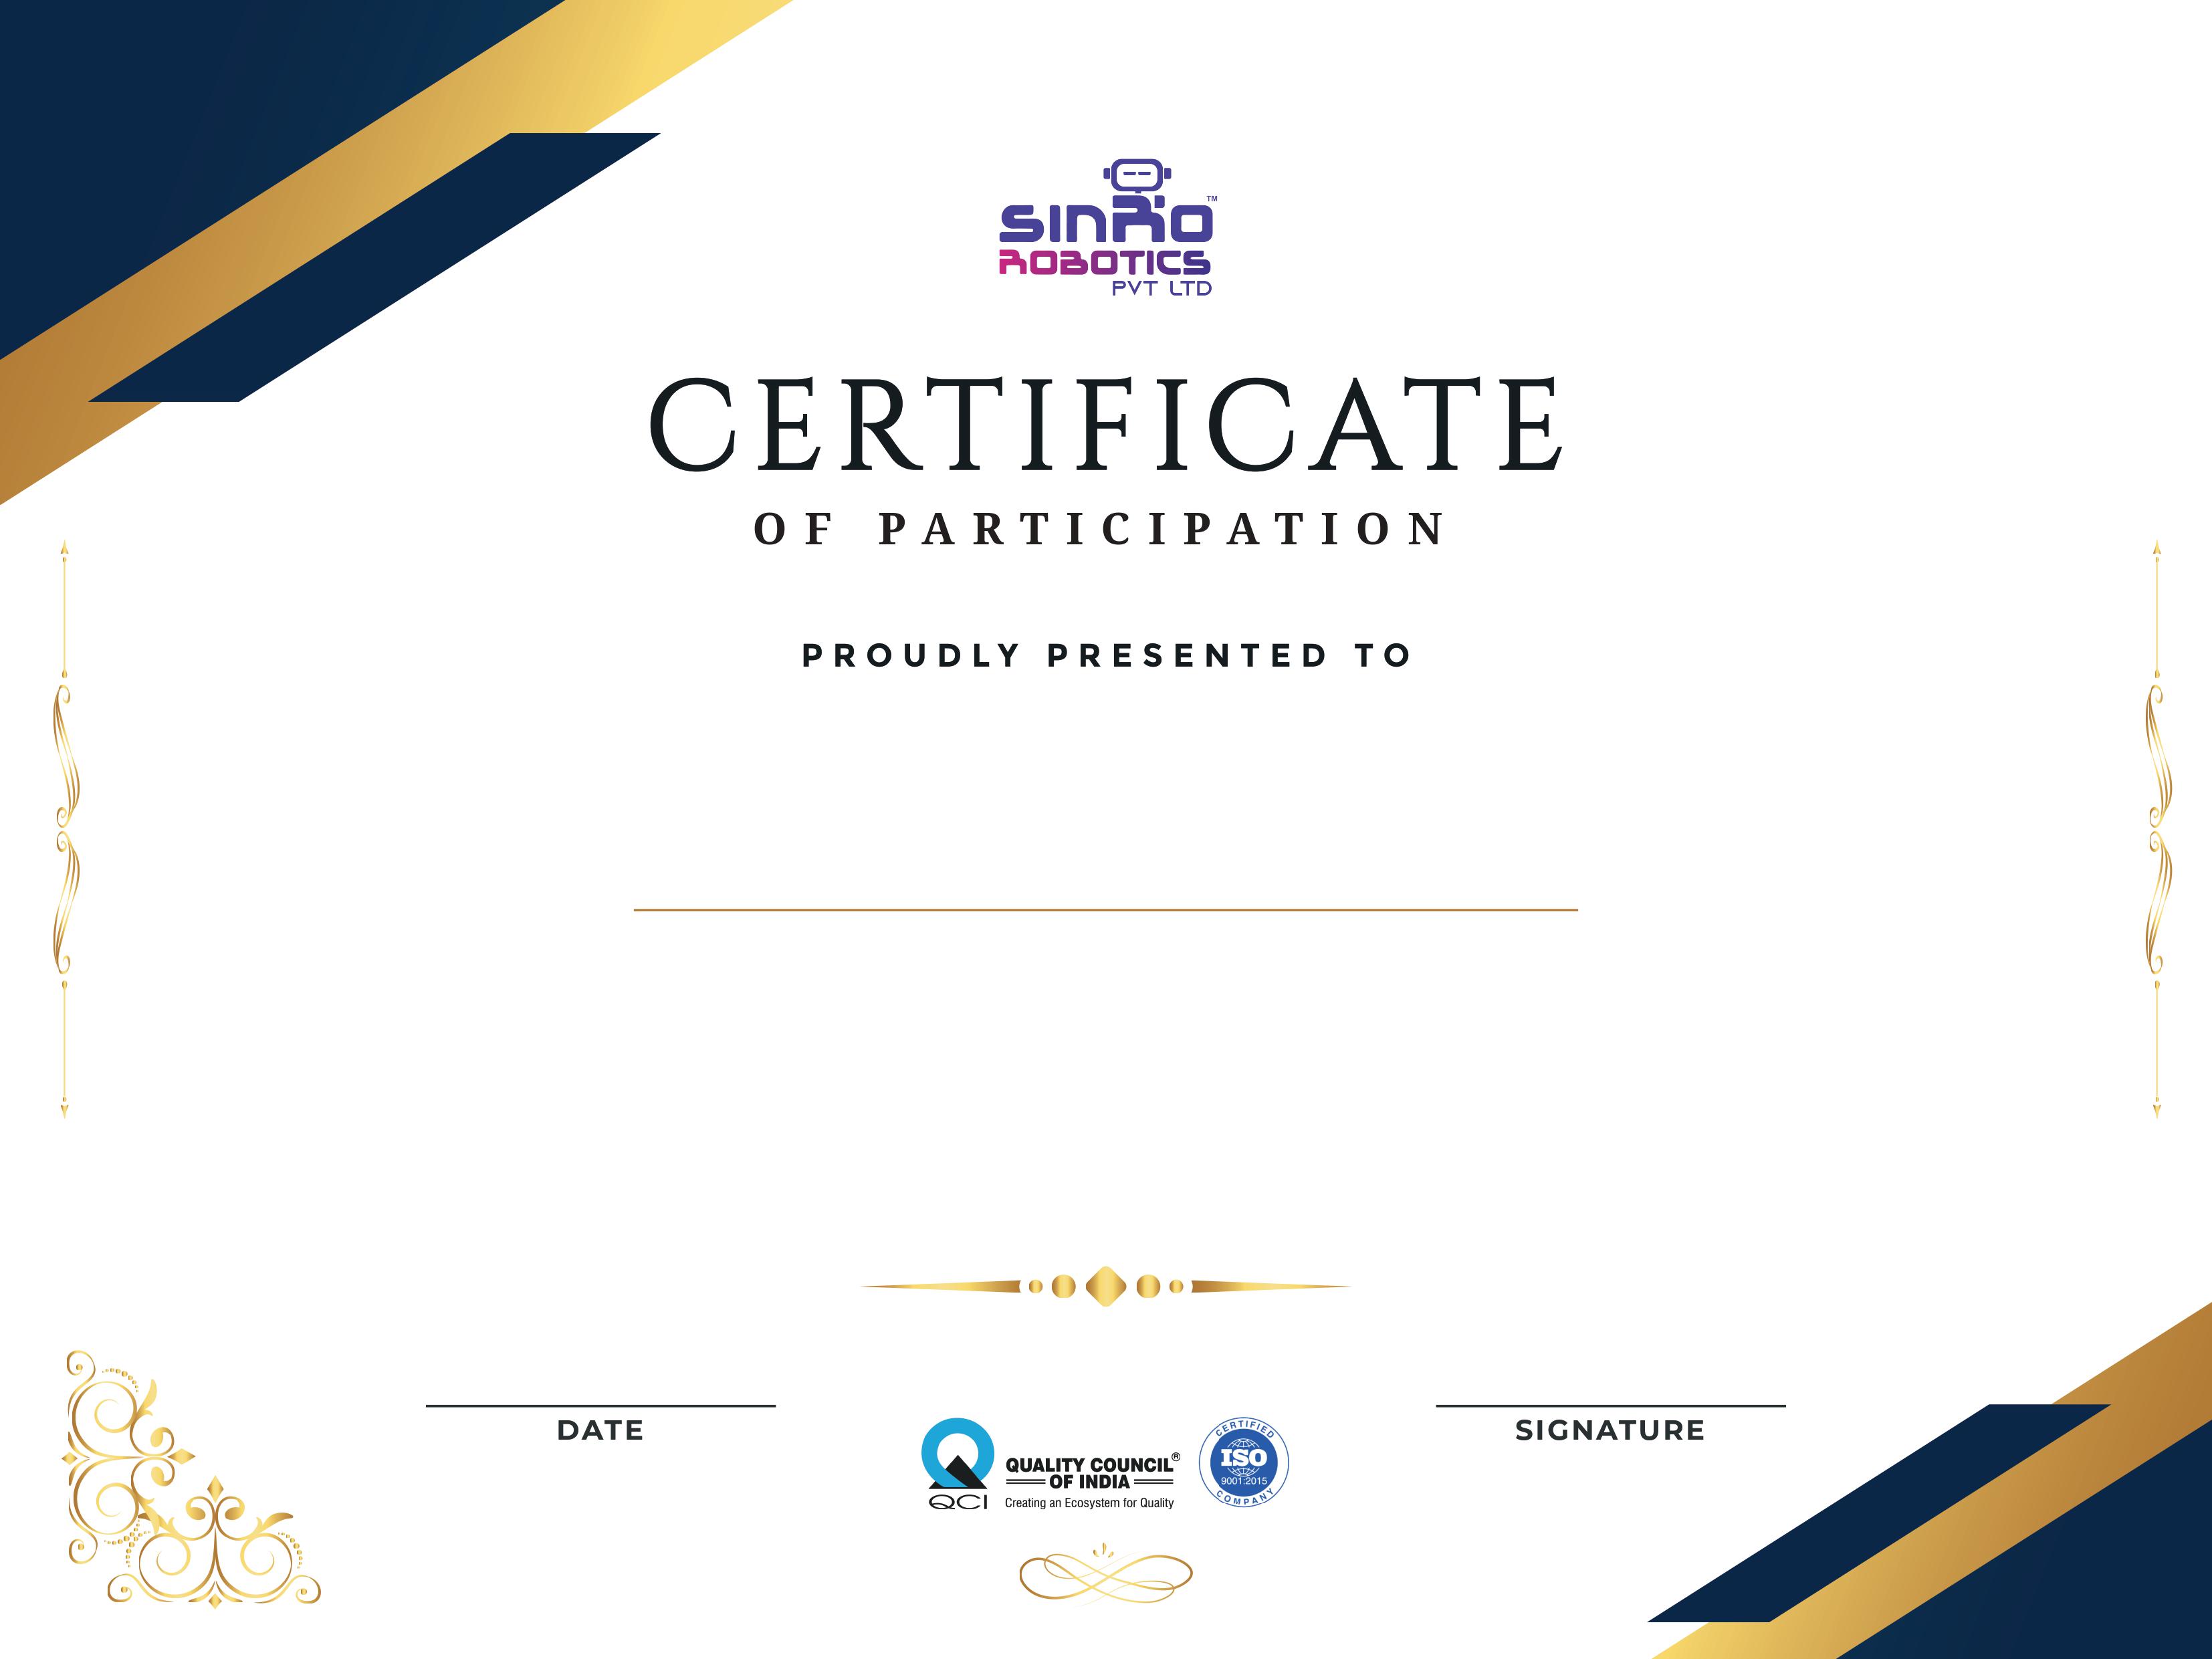 SINRO™
ROBOTICS
PVT LTD
CERTIFICATE
OF PARTICIPATION
PROUDLY PRESENTED TO
DATE
SIGNATURE
QCI
QUALITY COUNCIL®
OF INDIA
Creating an Ecosystem for Quality
CERTIFIED
ISO
9001:2015
COMPANY